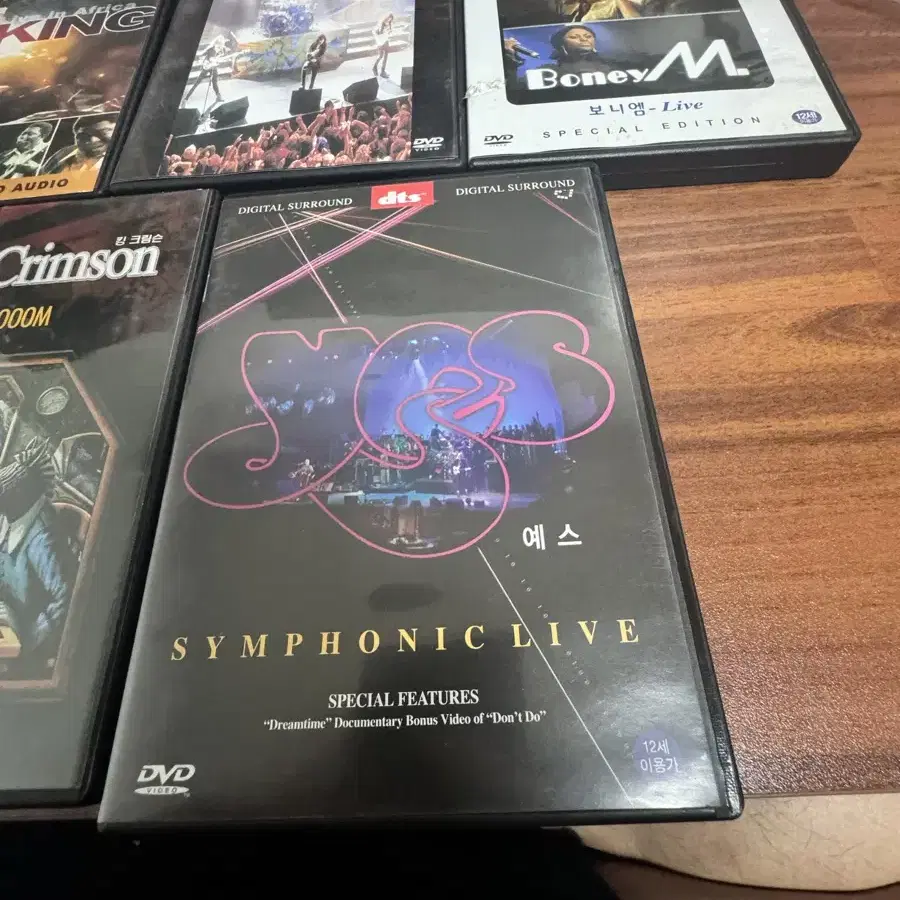 Live in Africa
KING
AUDIO
DVD
VIDEO
Boney M.
보니엠 - Live
SPECIAL EDITION
DVD
VIDEO
12세
킹 크림슨
Crimson
DIGITAL SURROUND
dts
DIGITAL SURROUND
yes
예스
SYMPHONIC LIVE
SPECIAL FEATURES
“Dreamtime” Documentary Bonus Video of “Don't Do”
DVD
VIDEO
12세
이용가